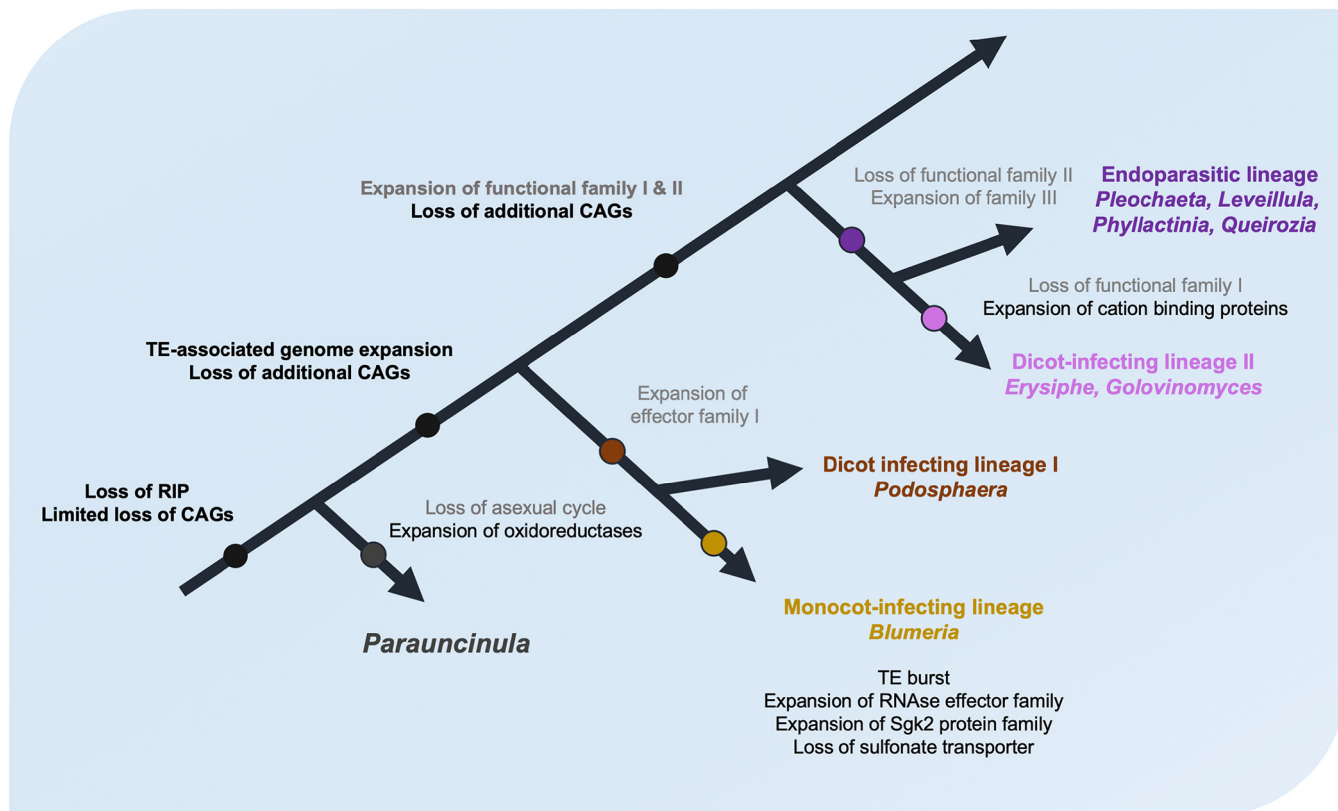 Expansion of functional family I & II
Loss of additional CAGs
Loss of functional family II
Expansion of family III
Endoparasitic lineage
Pleochaeta, Leveillula,
Phyllactinia, Queirozia
Loss of functional family I
Expansion of cation binding proteins
TE-associated genome expansion
Loss of additional CAGs
Dicot-infecting lineage II
Erysiphe, Golovinomyces
Expansion of
effector family I
Dicot infecting lineage I
Podosphaera
Loss of RIP
Limited loss of CAGs
Loss of asexual cycle
Expansion of oxidoreductases
Parauncinula
Monocot-infecting lineage
Blumeria
TE burst
Expansion of RNAse effector family
Expansion of Sgk2 protein family
Loss of sulfonate transporter